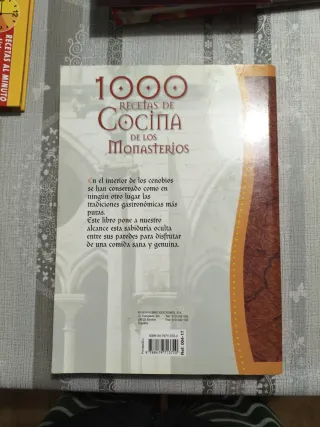 1000
RECETAS DE
COCINA
DE LOS
MONASTERIOS
En el interior de los cenobios
se han conservado como en
ningún otro lugar las
tradiciones gastronómicas más
puras.
Este libro pone a nuestro
alcance esta sabiduría oculta
entre sus paredes para disfrutar
de una comida sana y genuina.
RECETAS AL MINUTO